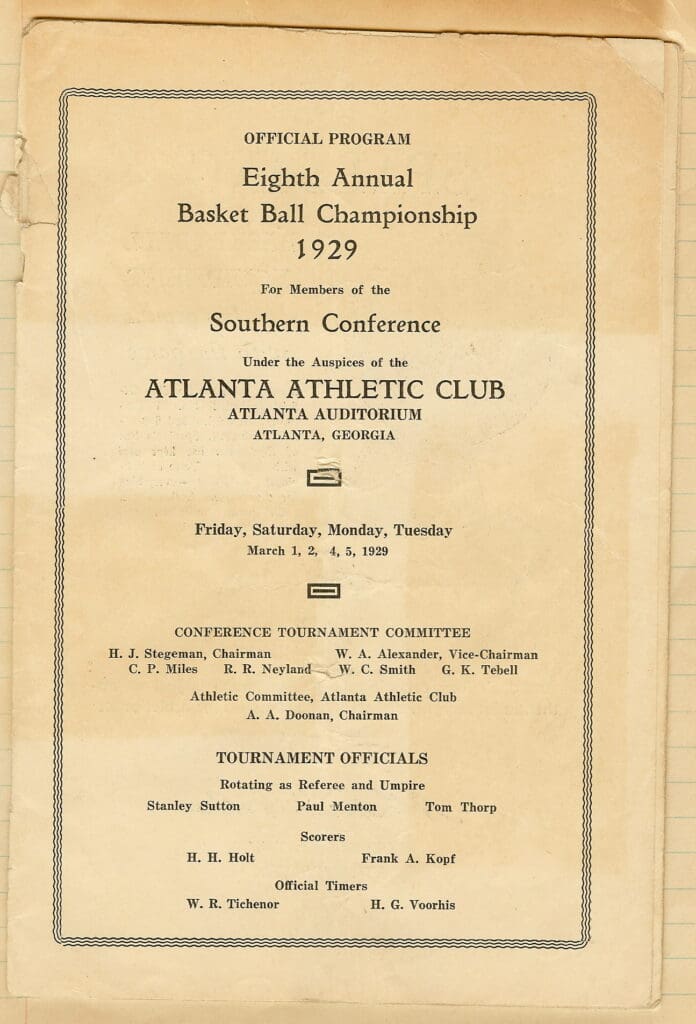 OFFICIAL PROGRAM
Eighth Annual
Basket Ball Championship
1929
For Members of the
Southern Conference
Under the Auspices of the
ATLANTA ATHLETIC CLUB
ATLANTA AUDITORIUM
ATLANTA, GEORGIA
Friday, Saturday, Monday, Tuesday
March 1, 2, 4, 5, 1929
CONFERENCE TOURNAMENT COMMITTEE
H. J. Stegeman, Chairman W. A. Alexander, Vice-Chairman
C. P. Miles R. R. Neyland W. C. Smith G. K. Tebell
Athletic Committee, Atlanta Athletic Club
A. A. Doonan, Chairman
TOURNAMENT OFFICIALS
Rotating as Referee and Umpire
Stanley Sutton Paul Menton Tom Thorp
Scorers
H. H. Holt Frank A. Kopf
Official Timers
W. R. Tichenor H. G. Voorhis